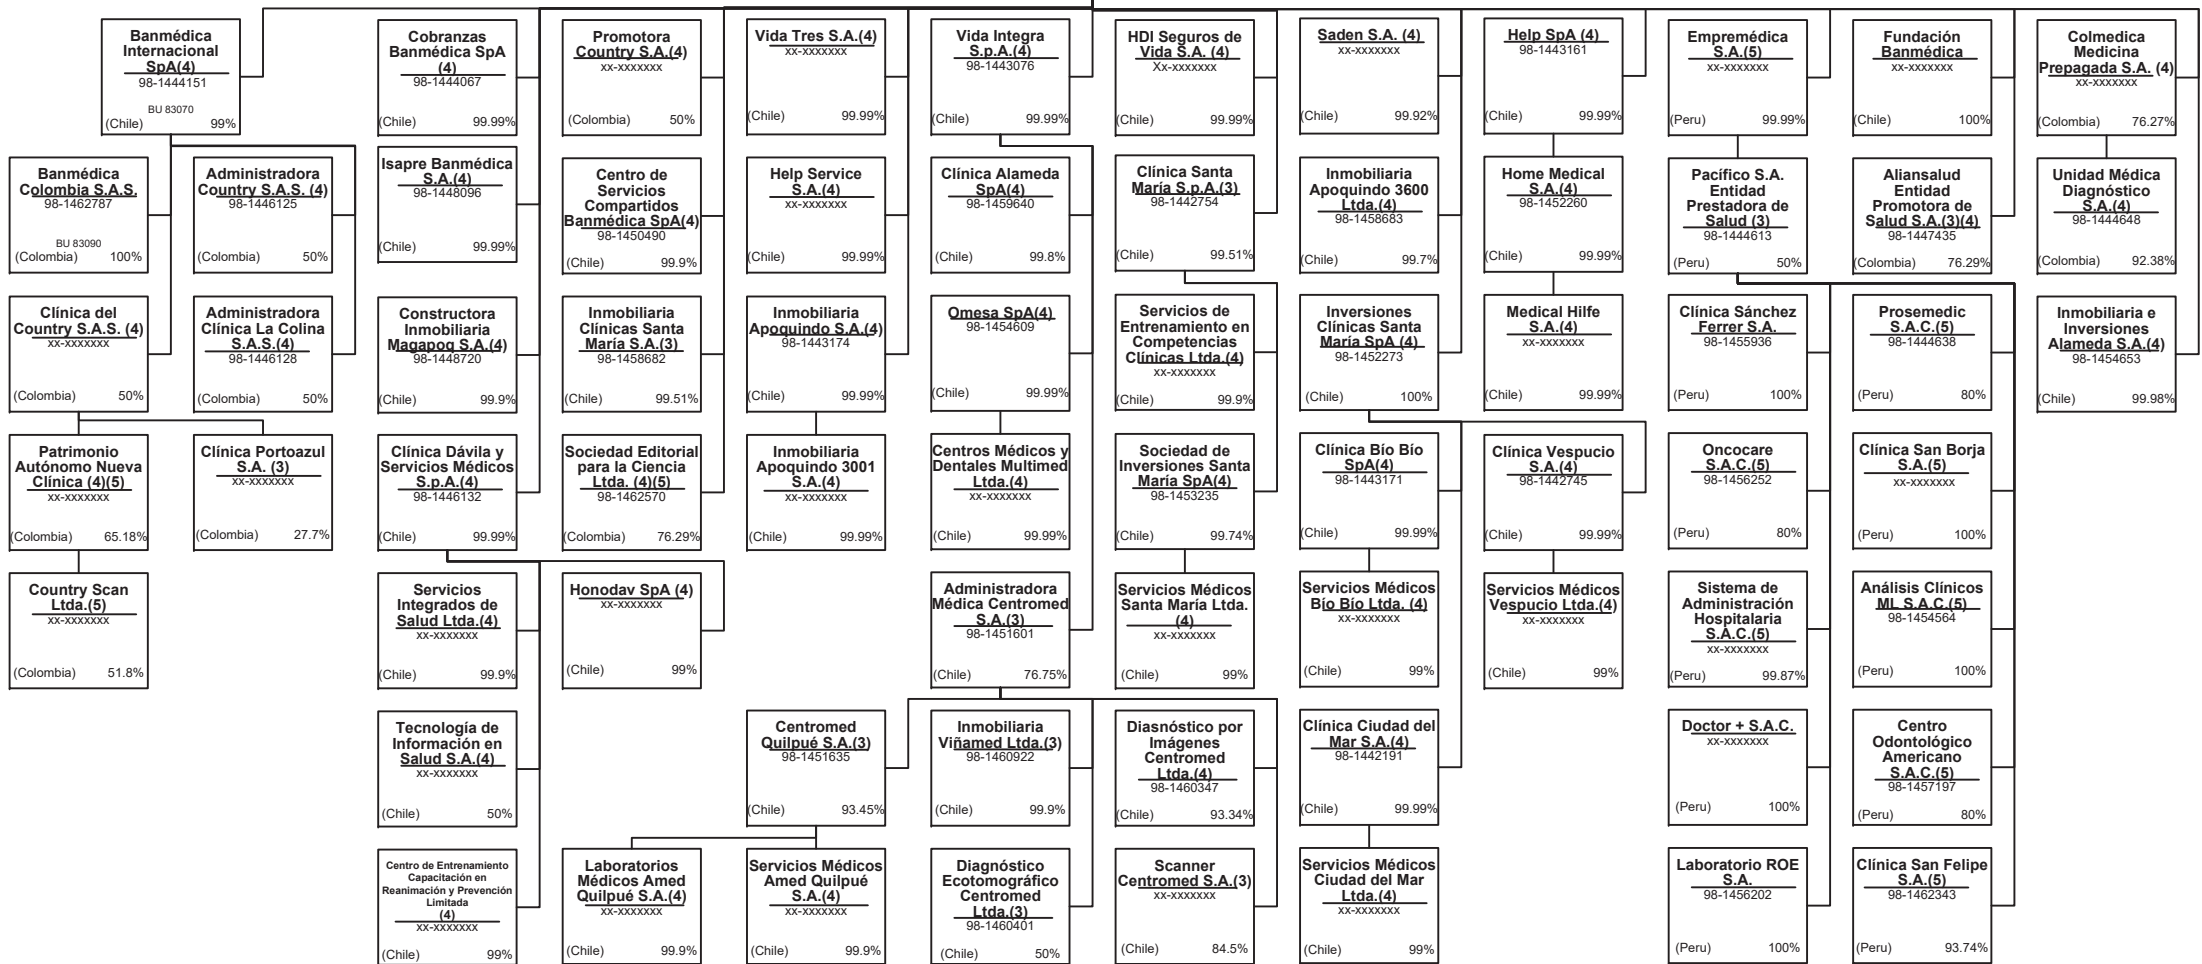 Banmédica
Internacional
SpA(4)
98-1444151
BU 83070
(Chile) 99%
Cobranzas
Banmédica SpA
(4)
98-1444067
(Chile) 99.99%
Promotora
Country S.A.(4)
xx-xxxxxxx
(Colombia) 50%
Vida Tres S.A.(4)
xx-xxxxxxx
(Chile) 99.99%
Vida Integra
S.p.A.(4)
98-1443076
(Chile) 99.99%
HDI Seguros de
Vida S.A. (4)
Xx-xxxxxxx
(Chile) 99.99%
Saden S.A. (4)
xx-xxxxxxx
(Chile) 99.92%
Help SpA (4)
98-1443161
(Chile) 99.99%
Empremédica
S.A.(5)
xx-xxxxxxx
(Peru) 99.99%
Fundación
Banmédica
xx-xxxxxxx
(Chile) 100%
Colmedica
Medicina
Prepagada S.A. (4)
xx-xxxxxxx
(Colombia) 76.27%
Banmédica
Colombia S.A.S.
98-1462787
BU 83090
(Colombia) 100%
Administradora
Country S.A.S. (4)
98-1446125
(Colombia) 50%
Isapre Banmédica
S.A.(4)
98-1448096
(Chile) 99.99%
Centro de
Servicios
Compartidos
Banmédica SpA(4)
98-1450490
(Chile) 99.9%
Help Service
S.A.(4)
xx-xxxxxxx
(Chile) 99.99%
Clínica Alameda
SpA(4)
98-1459640
(Chile) 99.8%
Clínica Santa
María S.p.A.(3)
98-1442754
(Chile) 99.51%
Inmobiliaria
Apoquindo 3600
Ltda.(4)
98-1458683
(Chile) 99.7%
Home Medical
S.A.(4)
98-1452260
(Chile) 99.99%
Pacífico S.A.
Entidad
Prestadora de
Salud (3)
98-1444613
(Peru) 50%
Aliansalud
Entidad
Promotora de
Salud S.A.(3)(4)
98-1447435
(Colombia) 76.29%
Unidad Médica
Diagnóstico
S.A.(4)
98-1444648
(Colombia) 92.38%
Clínica del
Country S.A.S. (4)
xx-xxxxxxx
(Colombia) 50%
Administradora
Clínica La Colina
S.A.S.(4)
98-1446128
(Colombia) 50%
Constructora
Inmobiliaria
Magapoq S.A.(4)
98-1448720
(Chile) 99.9%
Inmobiliaria
Clínicas Santa
María S.A.(3)
98-1458682
(Chile) 99.51%
Inmobiliaria
Apoquindo S.A.(4)
98-1443174
(Chile) 99.99%
Omesa SpA(4)
98-1454609
(Chile) 99.99%
Servicios de
Entrenamiento en
Competencias
Clínicas Ltda.(4)
xx-xxxxxxx
(Chile) 99.9%
Inversiones
Clínicas Santa
María SpA (4)
98-1452273
(Chile) 100%
Medical Hilfe
S.A.(4)
xx-xxxxxxx
(Chile) 99.99%
Clínica Sánchez
Ferrer S.A.
98-1455936
(Peru) 100%
Prosemedic
S.A.C.(5)
98-1444638
(Peru) 80%
Inmobiliaria e
Inversiones
Alameda S.A.(4)
98-1454653
(Chile) 99.98%
Patrimonio
Autónomo Nueva
Clínica (4)(5)
xx-xxxxxxx
(Colombia) 65.18%
Clínica Portoazul
S.A. (3)
xx-xxxxxxx
(Colombia) 27.7%
Clínica Dávila y
Servicios Médicos
S.p.A.(4)
98-1446132
(Chile) 99.99%
Sociedad Editorial
para la Ciencia
Ltda. (4)(5)
98-1462570
(Colombia) 76.29%
Inmobiliaria
Apoquindo 3001
S.A.(4)
xx-xxxxxxx
(Chile) 99.99%
Centros Médicos y
Dentales Multimed
Ltda.(4)
xx-xxxxxxx
(Chile) 99.99%
Sociedad de
Inversiones Santa
María SpA(4)
98-1453235
(Chile) 99.74%
Clínica Bío Bío
SpA(4)
98-1443171
(Chile) 99.99%
Clínica Vespucio
S.A.(4)
98-1442745
(Chile) 99.99%
Oncocare
S.A.C.(5)
98-1456252
(Peru) 80%
Clínica San Borja
S.A.(5)
xx-xxxxxxx
(Peru) 100%
Country Scan
Ltda.(5)
xx-xxxxxxx
(Colombia) 51.8%
Servicios
Integrados de
Salud Ltda.(4)
xx-xxxxxxx
(Chile) 99.9%
Honodav SpA (4)
xx-xxxxxxx
(Chile) 99%
Administradora
Médica Centromed
S.A.(3)
98-1451601
(Chile) 76.75%
Servicios Médicos
Santa María Ltda.
(4)
xx-xxxxxxx
(Chile) 99%
Servicios Médicos
Bío Bío Ltda. (4)
xx-xxxxxxx
(Chile) 99%
Servicios Médicos
Vespucio Ltda.(4)
xx-xxxxxxx
(Chile) 99%
Sistema de
Administración
Hospitalaria
S.A.C.(5)
xx-xxxxxxx
(Peru) 99.87%
Análisis Clínicos
ML S.A.C.(5)
98-1454564
(Peru) 100%
Tecnología de
Información en
Salud S.A.(4)
xx-xxxxxxx
(Chile) 50%
Centromed
Quilpué S.A.(3)
98-1451635
(Chile) 93.45%
Inmobiliaria
Viñamed Ltda.(3)
98-1460922
(Chile) 99.9%
Diasnóstico por
Imágenes
Centromed
Ltda.(4)
98-1460347
(Chile) 93.34%
Clínica Ciudad del
Mar S.A.(4)
98-1442191
(Chile) 99.99%
Doctor + S.A.C.
xx-xxxxxxx
(Peru) 100%
Centro
Odontológico
Americano
S.A.C.(5)
98-1457197
(Peru) 80%
Centro de Entrenamiento
Capacitación en
Reanimación y Prevención
Limitada
(4)
xx-xxxxxxx
(Chile) 99%
Laboratorios
Médicos Amed
Quilpué S.A.(4)
xx-xxxxxxx
(Chile) 99.9%
Servicios Médicos
Amed Quilpué
S.A.(4)
xx-xxxxxxx
(Chile) 99.9%
Diagnóstico
Ecotomográfico
Centromed
Ltda.(3)
98-1460401
(Chile) 50%
Scanner
Centromed S.A.(3)
xx-xxxxxxx
(Chile) 84.5%
Servicios Médicos
Ciudad del Mar
Ltda.(4)
xx-xxxxxxx
(Chile) 99%
Laboratorio ROE
S.A.
98-1456202
(Peru) 100%
Clínica San Felipe
S.A.(5)
98-1462343
(Peru) 93.74%